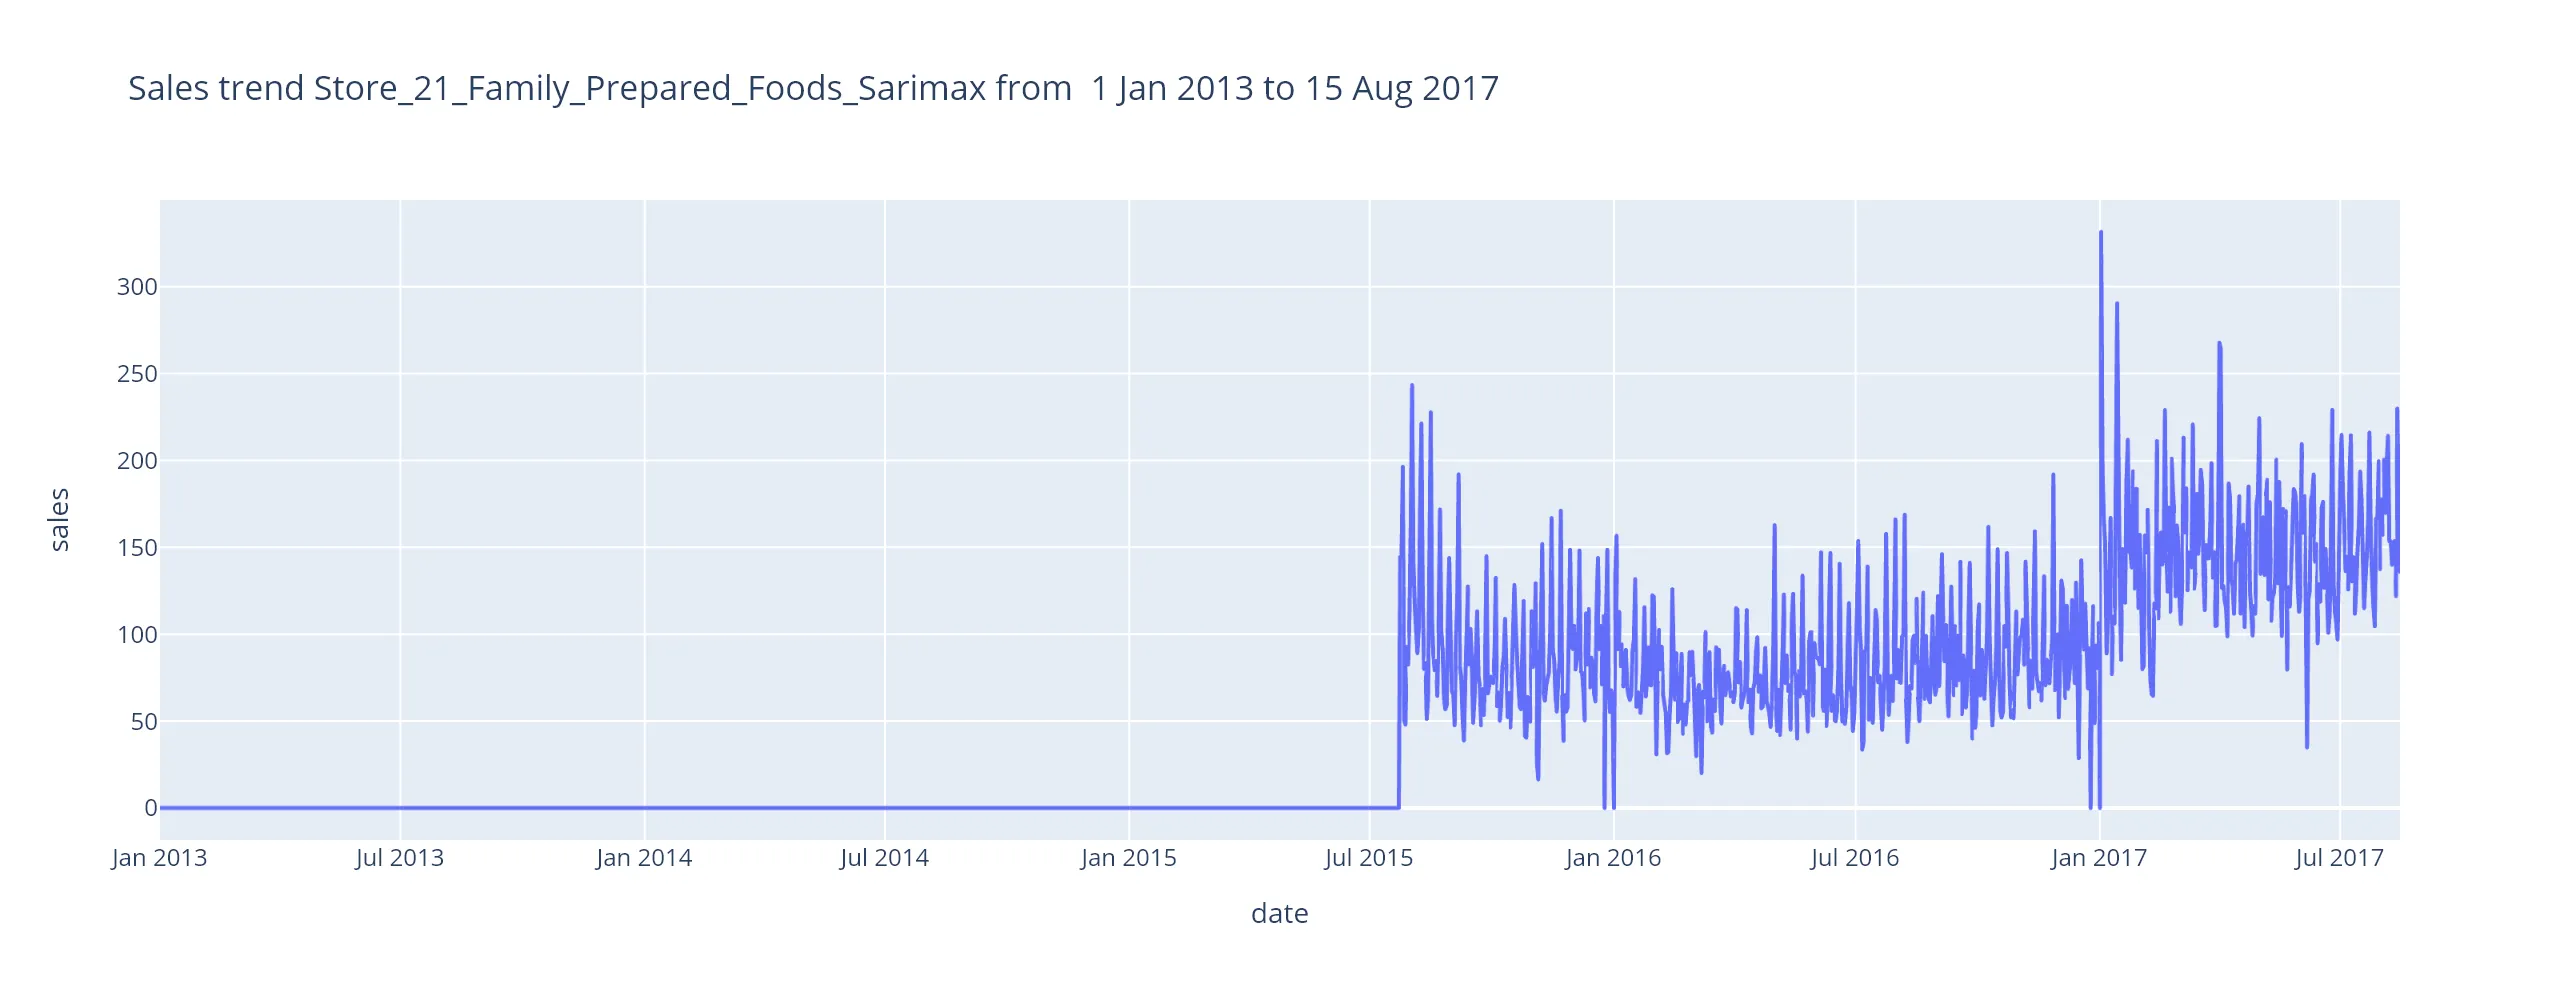 Sales trend Store_21_Family_Prepared_Foods_Sarimax from  1 Jan 2013 to 15 Aug 2017
300
250
200
150
100
50
0
sales
Jan 2013 Jul 2013 Jan 2014 Jul 2014 Jan 2015 Jul 2015 Jan 2016 Jul 2016 Jan 2017 Jul 2017
date